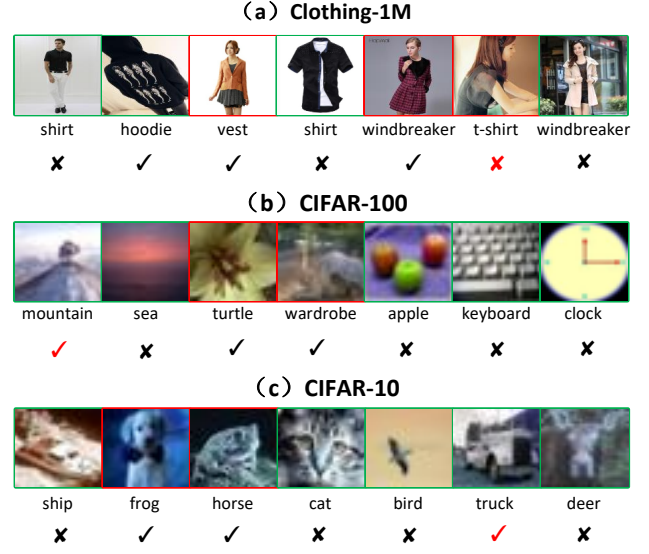 （a）Clothing-1M
shirt hoodie vest shirt windbreaker t-shirt windbreaker
✘ ✓ ✓ ✘ ✓ ✘ ✘
（b）CIFAR-100
mountain sea turtle wardrobe apple keyboard clock
✓ ✘ ✓ ✓ ✘ ✘ ✘
（c）CIFAR-10
ship frog horse cat bird truck deer
✘ ✓ ✓ ✘ ✘ ✓ ✘